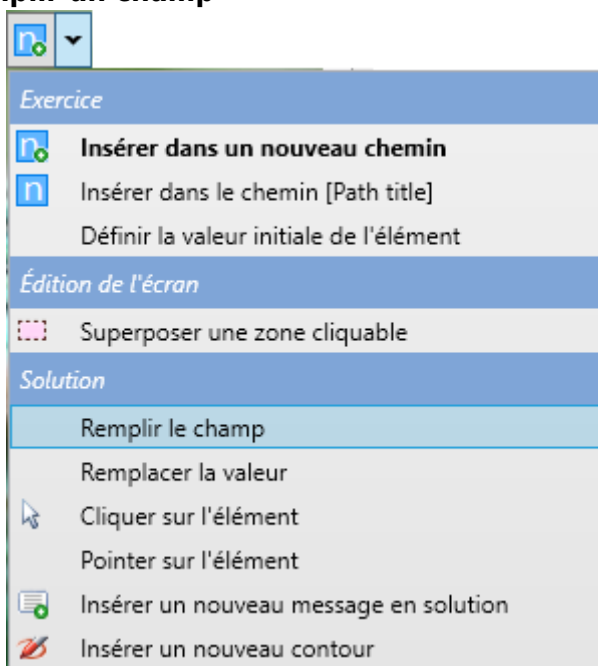 Exercice
Insérer dans un nouveau chemin
Insérer dans le chemin [Path title]
Définir la valeur initiale de l'élément
Édition de l'écran
Superposer une zone cliquable
Solution
Remplir le champ
Remplacer la valeur
Cliquer sur l'élément
Pointer sur l'élément
Insérer un nouveau message en solution
Insérer un nouveau contour